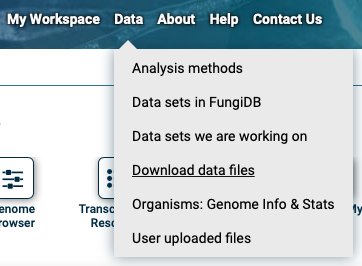 My Workspace Data About Help Contact Us
Analysis methods
Data sets in FungiDB
Data sets we are working on
Download data files
Organisms: Genome Info & Stats
User uploaded files
enome
rowser
Transc
Resc
My